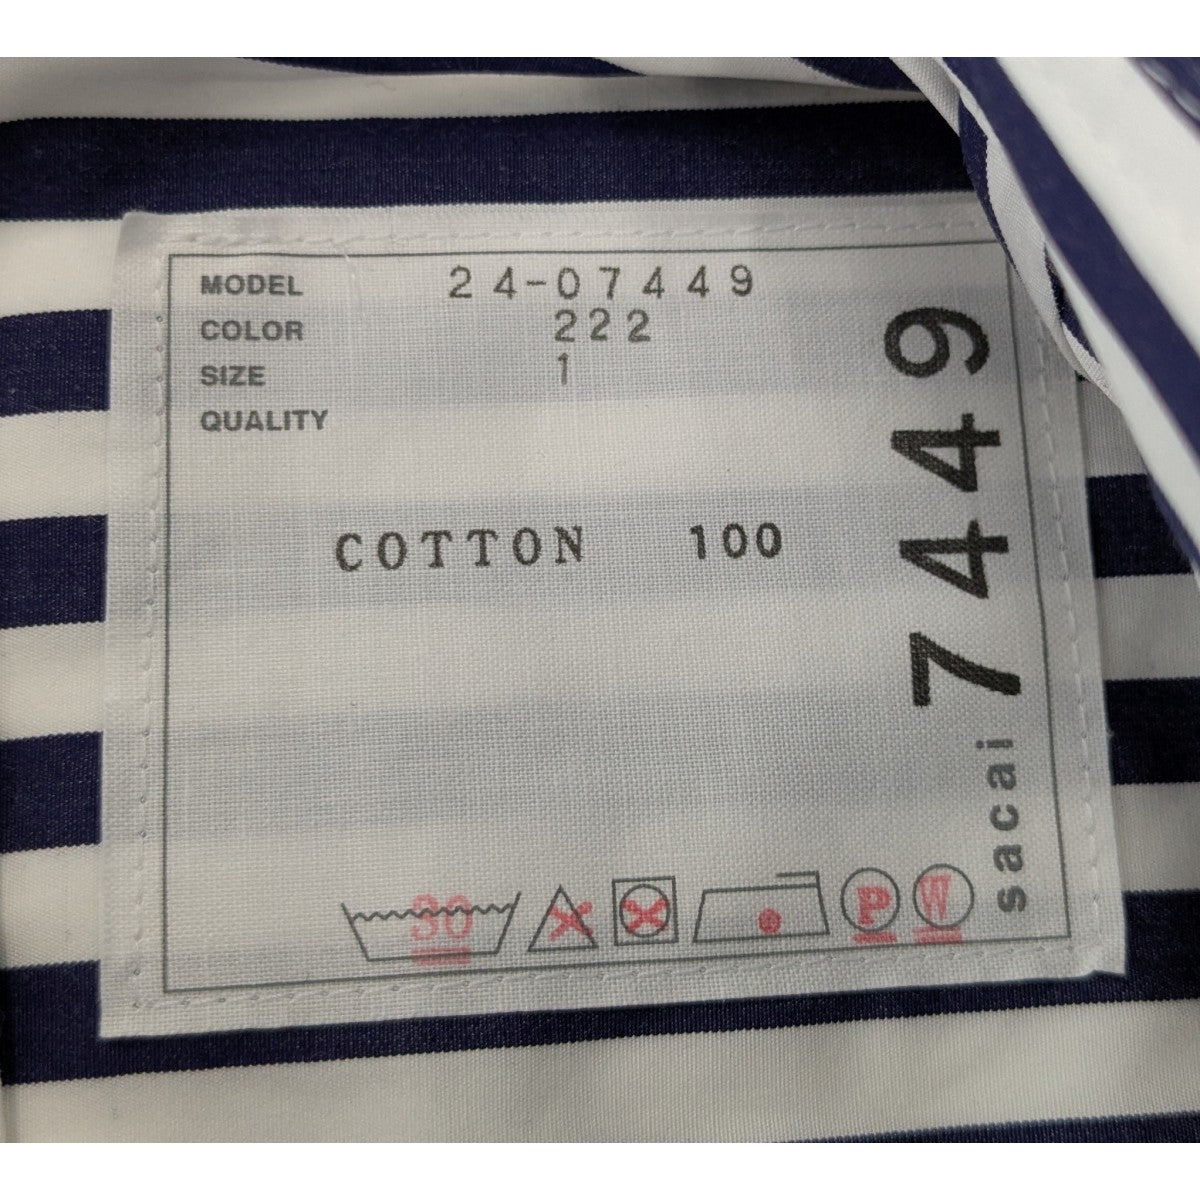 MODEL 24-07449
COLOR 222
SIZE 1
QUALITY
COTTON 100
30
P
W
sacai 7449